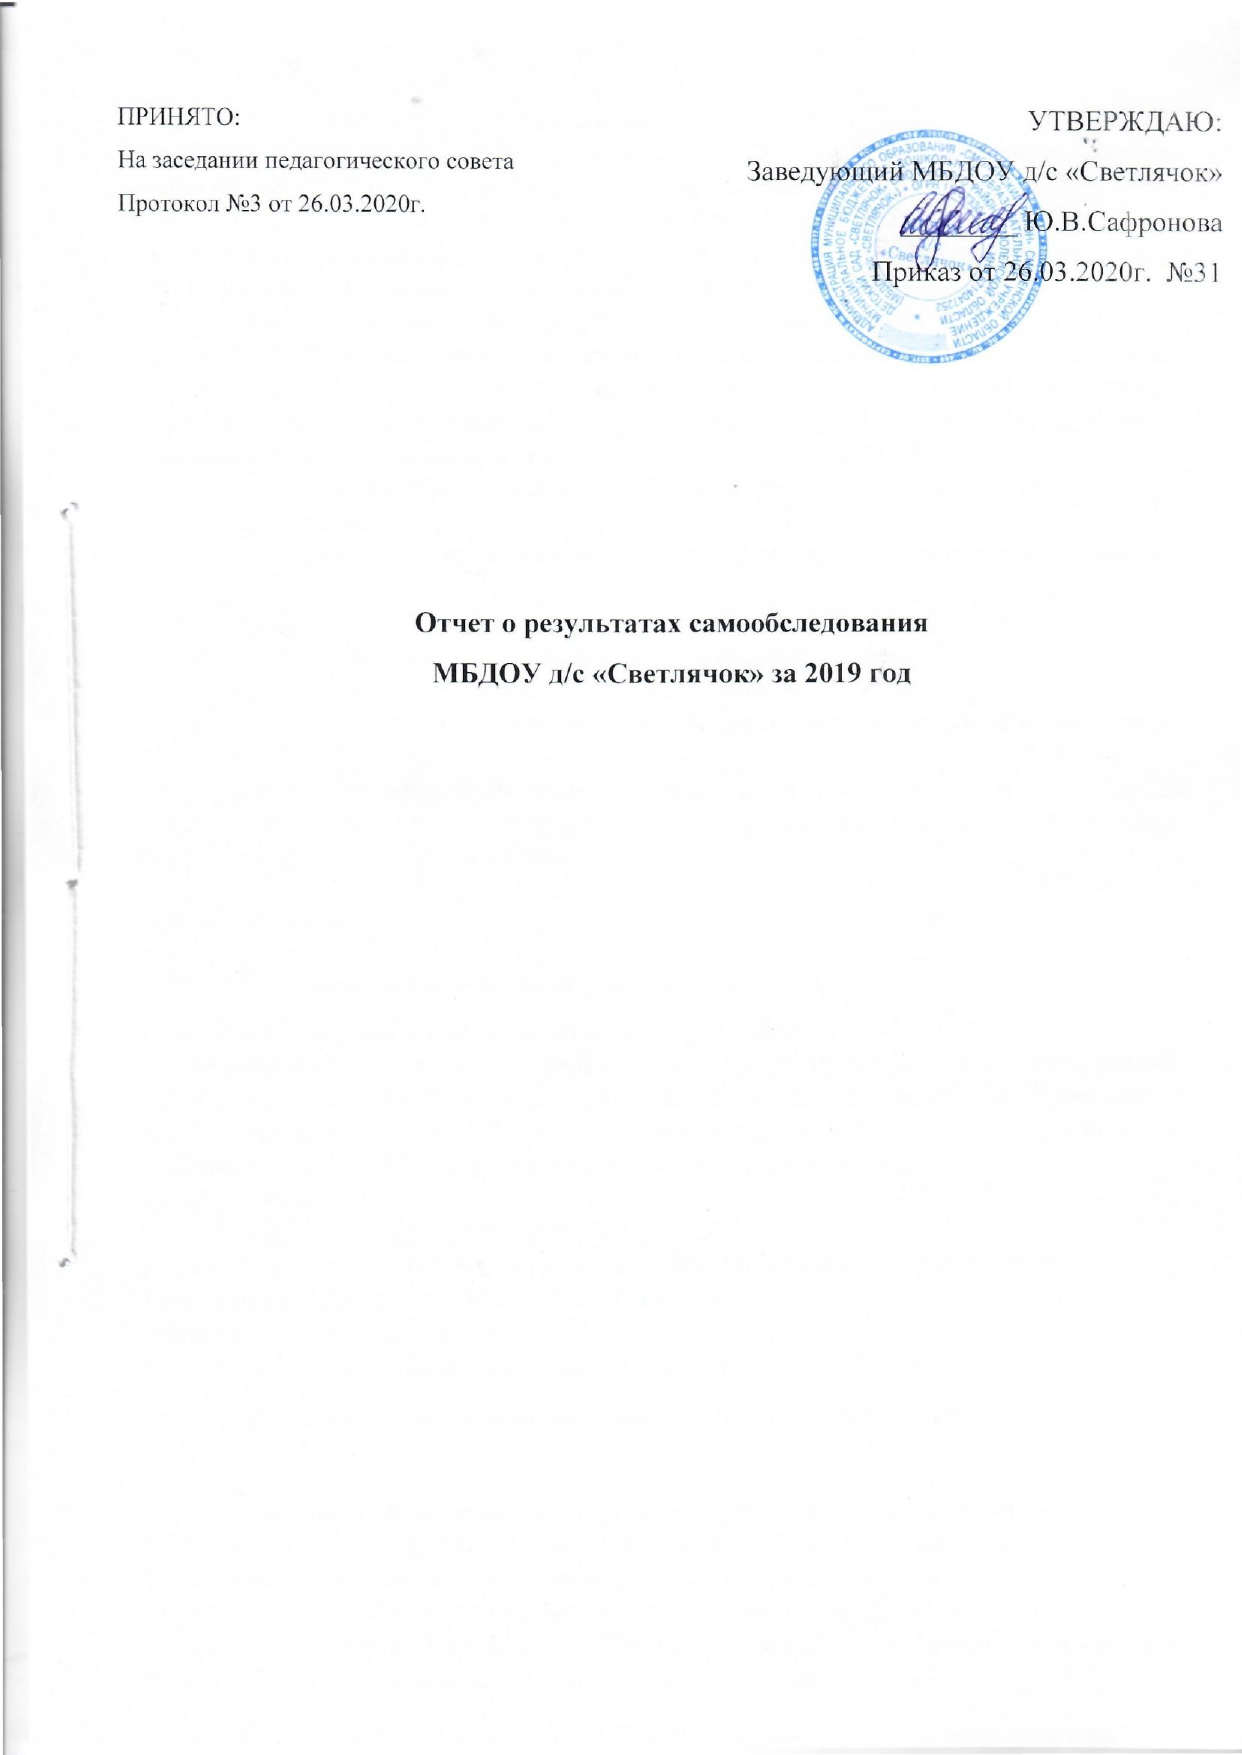 ПРИНЯТО:
На заседании педагогического совета
Протокол №3 от 26.03.2020г.
УТВЕРЖДАЮ:
Заведующий МБДОУ д/с «Светлячок»
Ю.В.Сафронова
Приказ от 26.03.2020г. №31
«Светлячок»
Отчет о результатах самообследования
МБДОУ д/с «Светлячок» за 2019 год